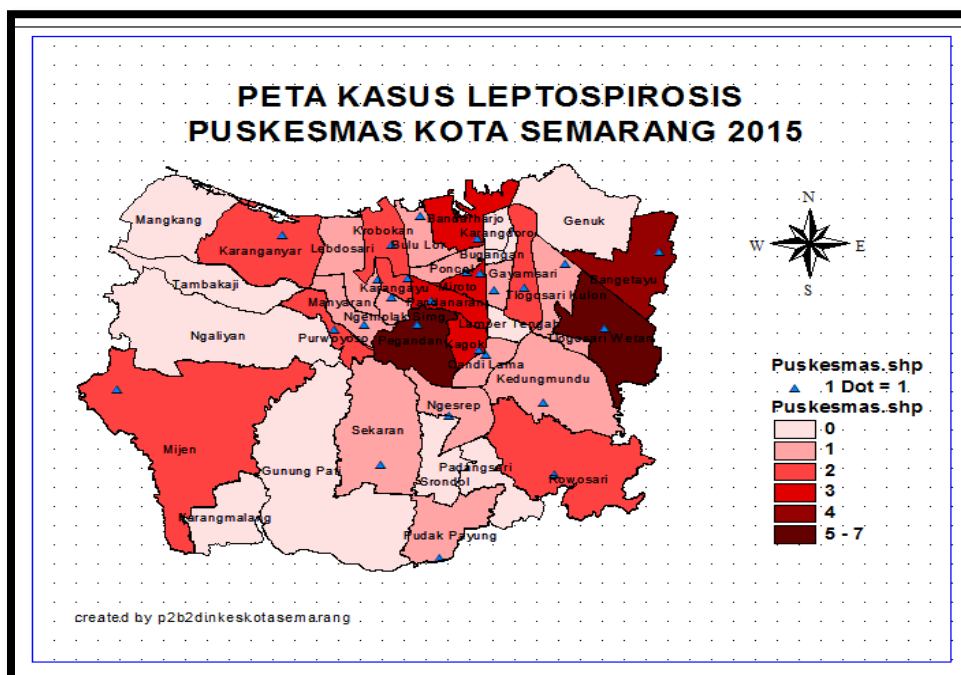 PETA KASUS LEPTOSPIROSIS
PUSKESMAS KOTA SEMARANG 2015
N
W
E
S
Mangkang
Genuk
Krobokan
Bandarharjo
Karangdoro
Karanganyar
Lebdosari
Bulu Lor
Bugangan
Poncol
Gayamsari
Tambakaji
Karangayu
Miroto
Bangetayu
Manyaran
Pandanaran
Tlogosari Kulon
Ngemplak Simg
Lamper Tengah
Ngaliyan
Purwoyoso
Pegandan
Kagok
Candi Lama
Kedungmundu
Ngesrep
Mijen
Sekaran
Gunung Pati
Padangsari
Srondol
Rowosari
Karangmalang
Pudak Payung
Puskesmas.shp
1 Dot = 1
Puskesmas.shp
0
1
2
3
4
5 - 7
created by p2b2dinkeskotasemarang